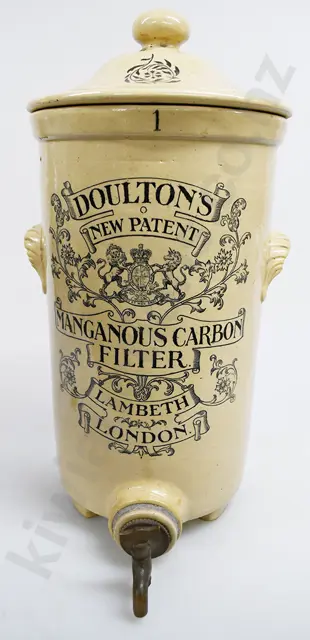 1
DOULTON'S
NEW PATENT
MANGANOUS CARBON
FILTER.
LAMBETH
LONDON.